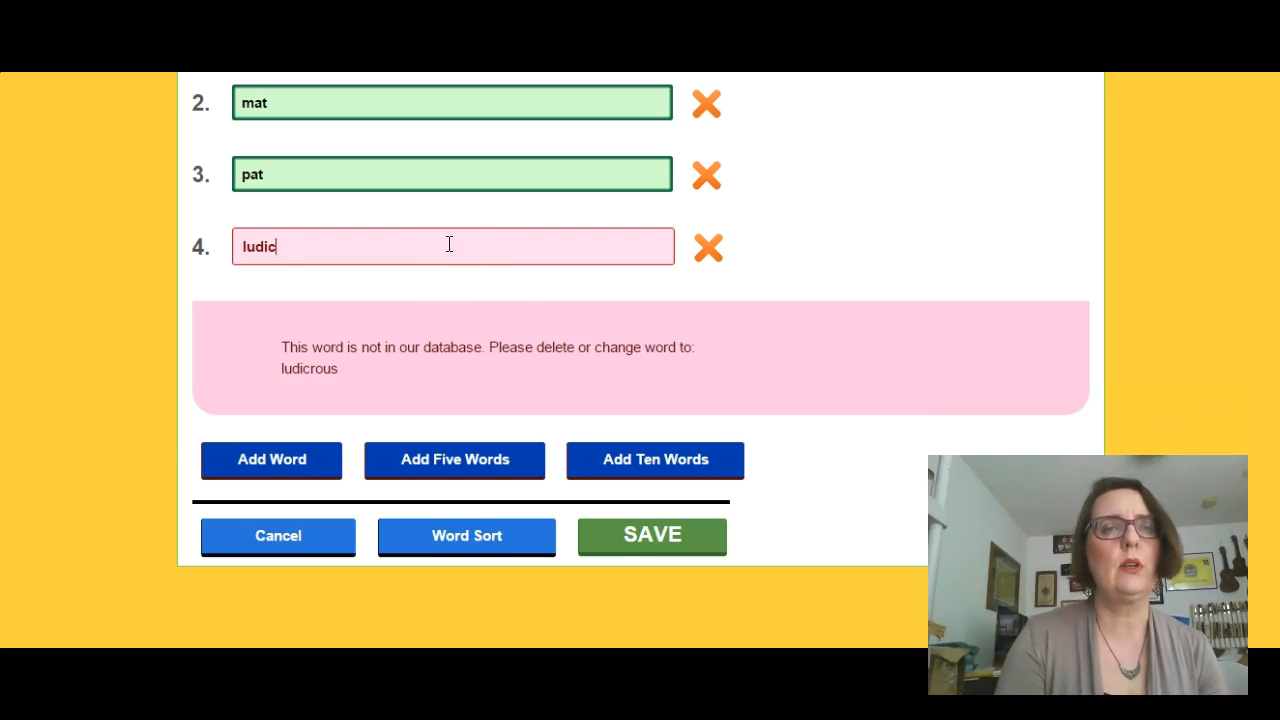 2. mat
3. pat
4. ludic
This word is not in our database. Please delete or change word to:
ludicrous
Add Word Add Five Words Add Ten Words
Cancel Word Sort SAVE